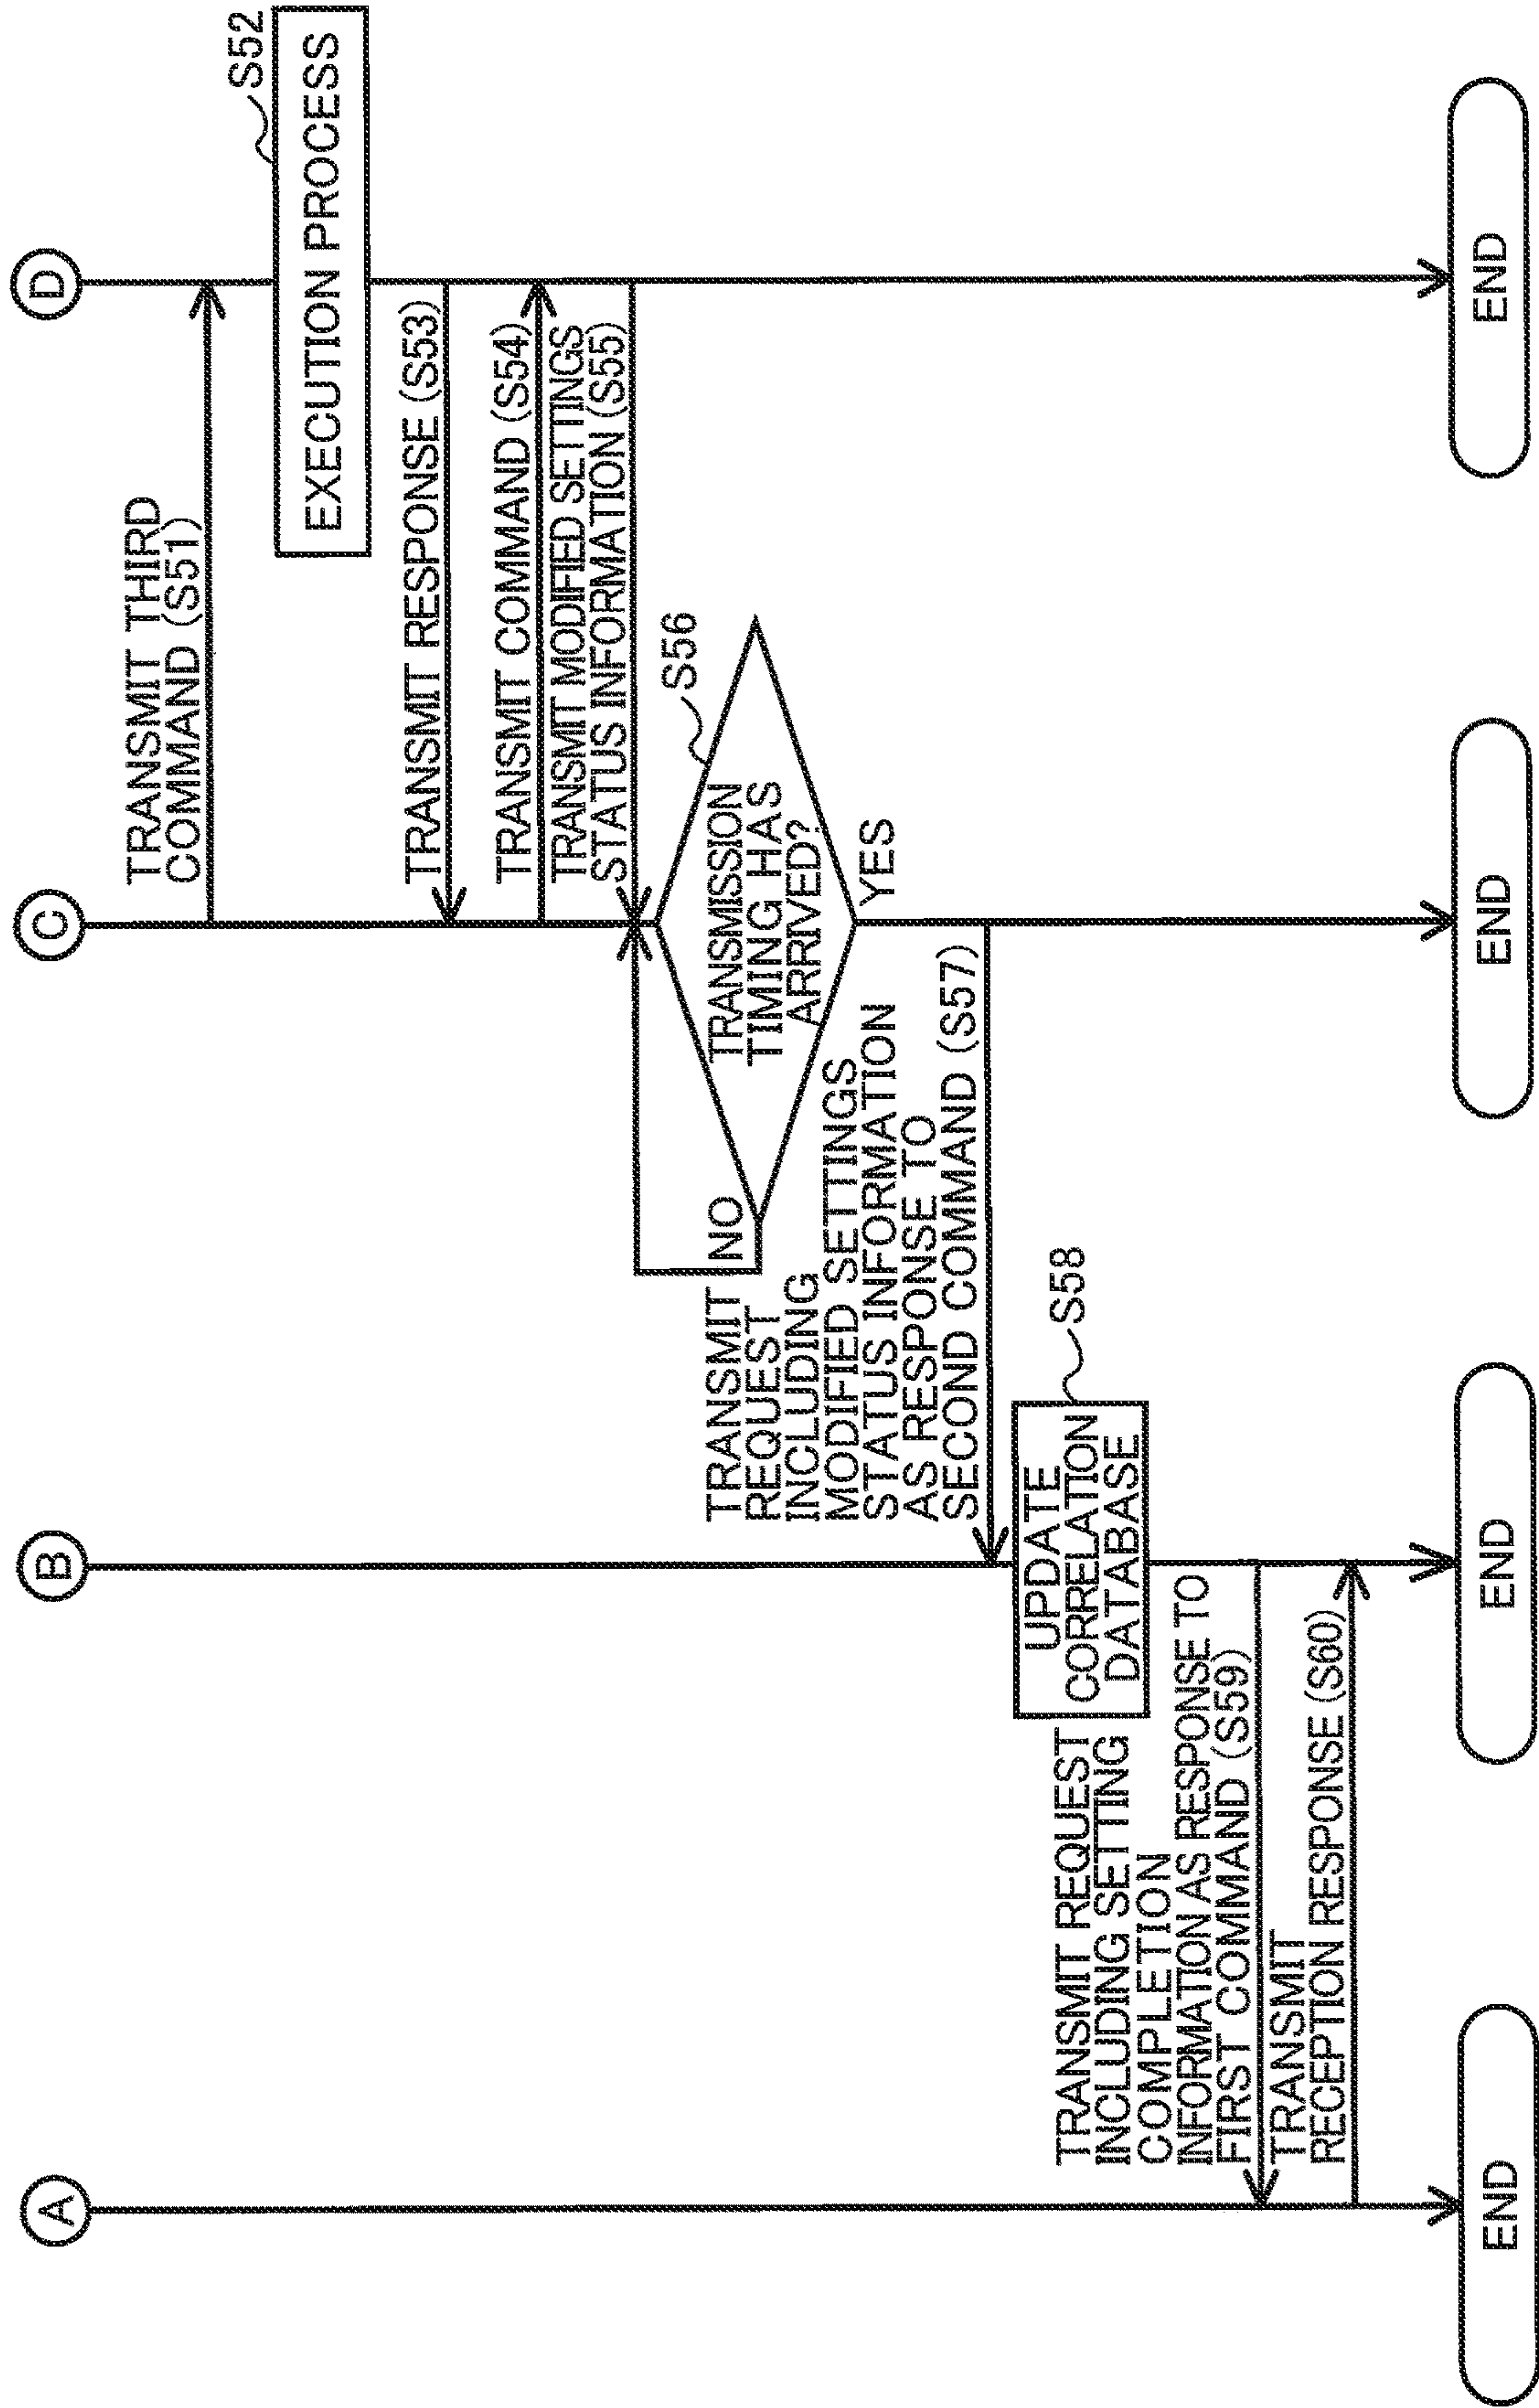 A
B
C
D
TRANSMIT THIRD
COMMAND (S51)
S52
EXECUTION PROCESS
TRANSMIT RESPONSE (S53)
TRANSMIT COMMAND (S54)
TRANSMIT MODIFIED SETTINGS
STATUS INFORMATION (S55)
S56
TRANSMISSION
TIMING HAS
ARRIVED?
NO
YES
TRANSMIT
REQUEST
INCLUDING
MODIFIED SETTINGS
STATUS INFORMATION
AS RESPONSE TO
SECOND COMMAND (S57)
S58
UPDATE
CORRELATION
DATABASE
TRANSMIT REQUEST
INCLUDING SETTING
COMPLETION
INFORMATION AS RESPONSE TO
FIRST COMMAND (S59)
TRANSMIT
RECEPTION RESPONSE (S60)
END
END
END
END